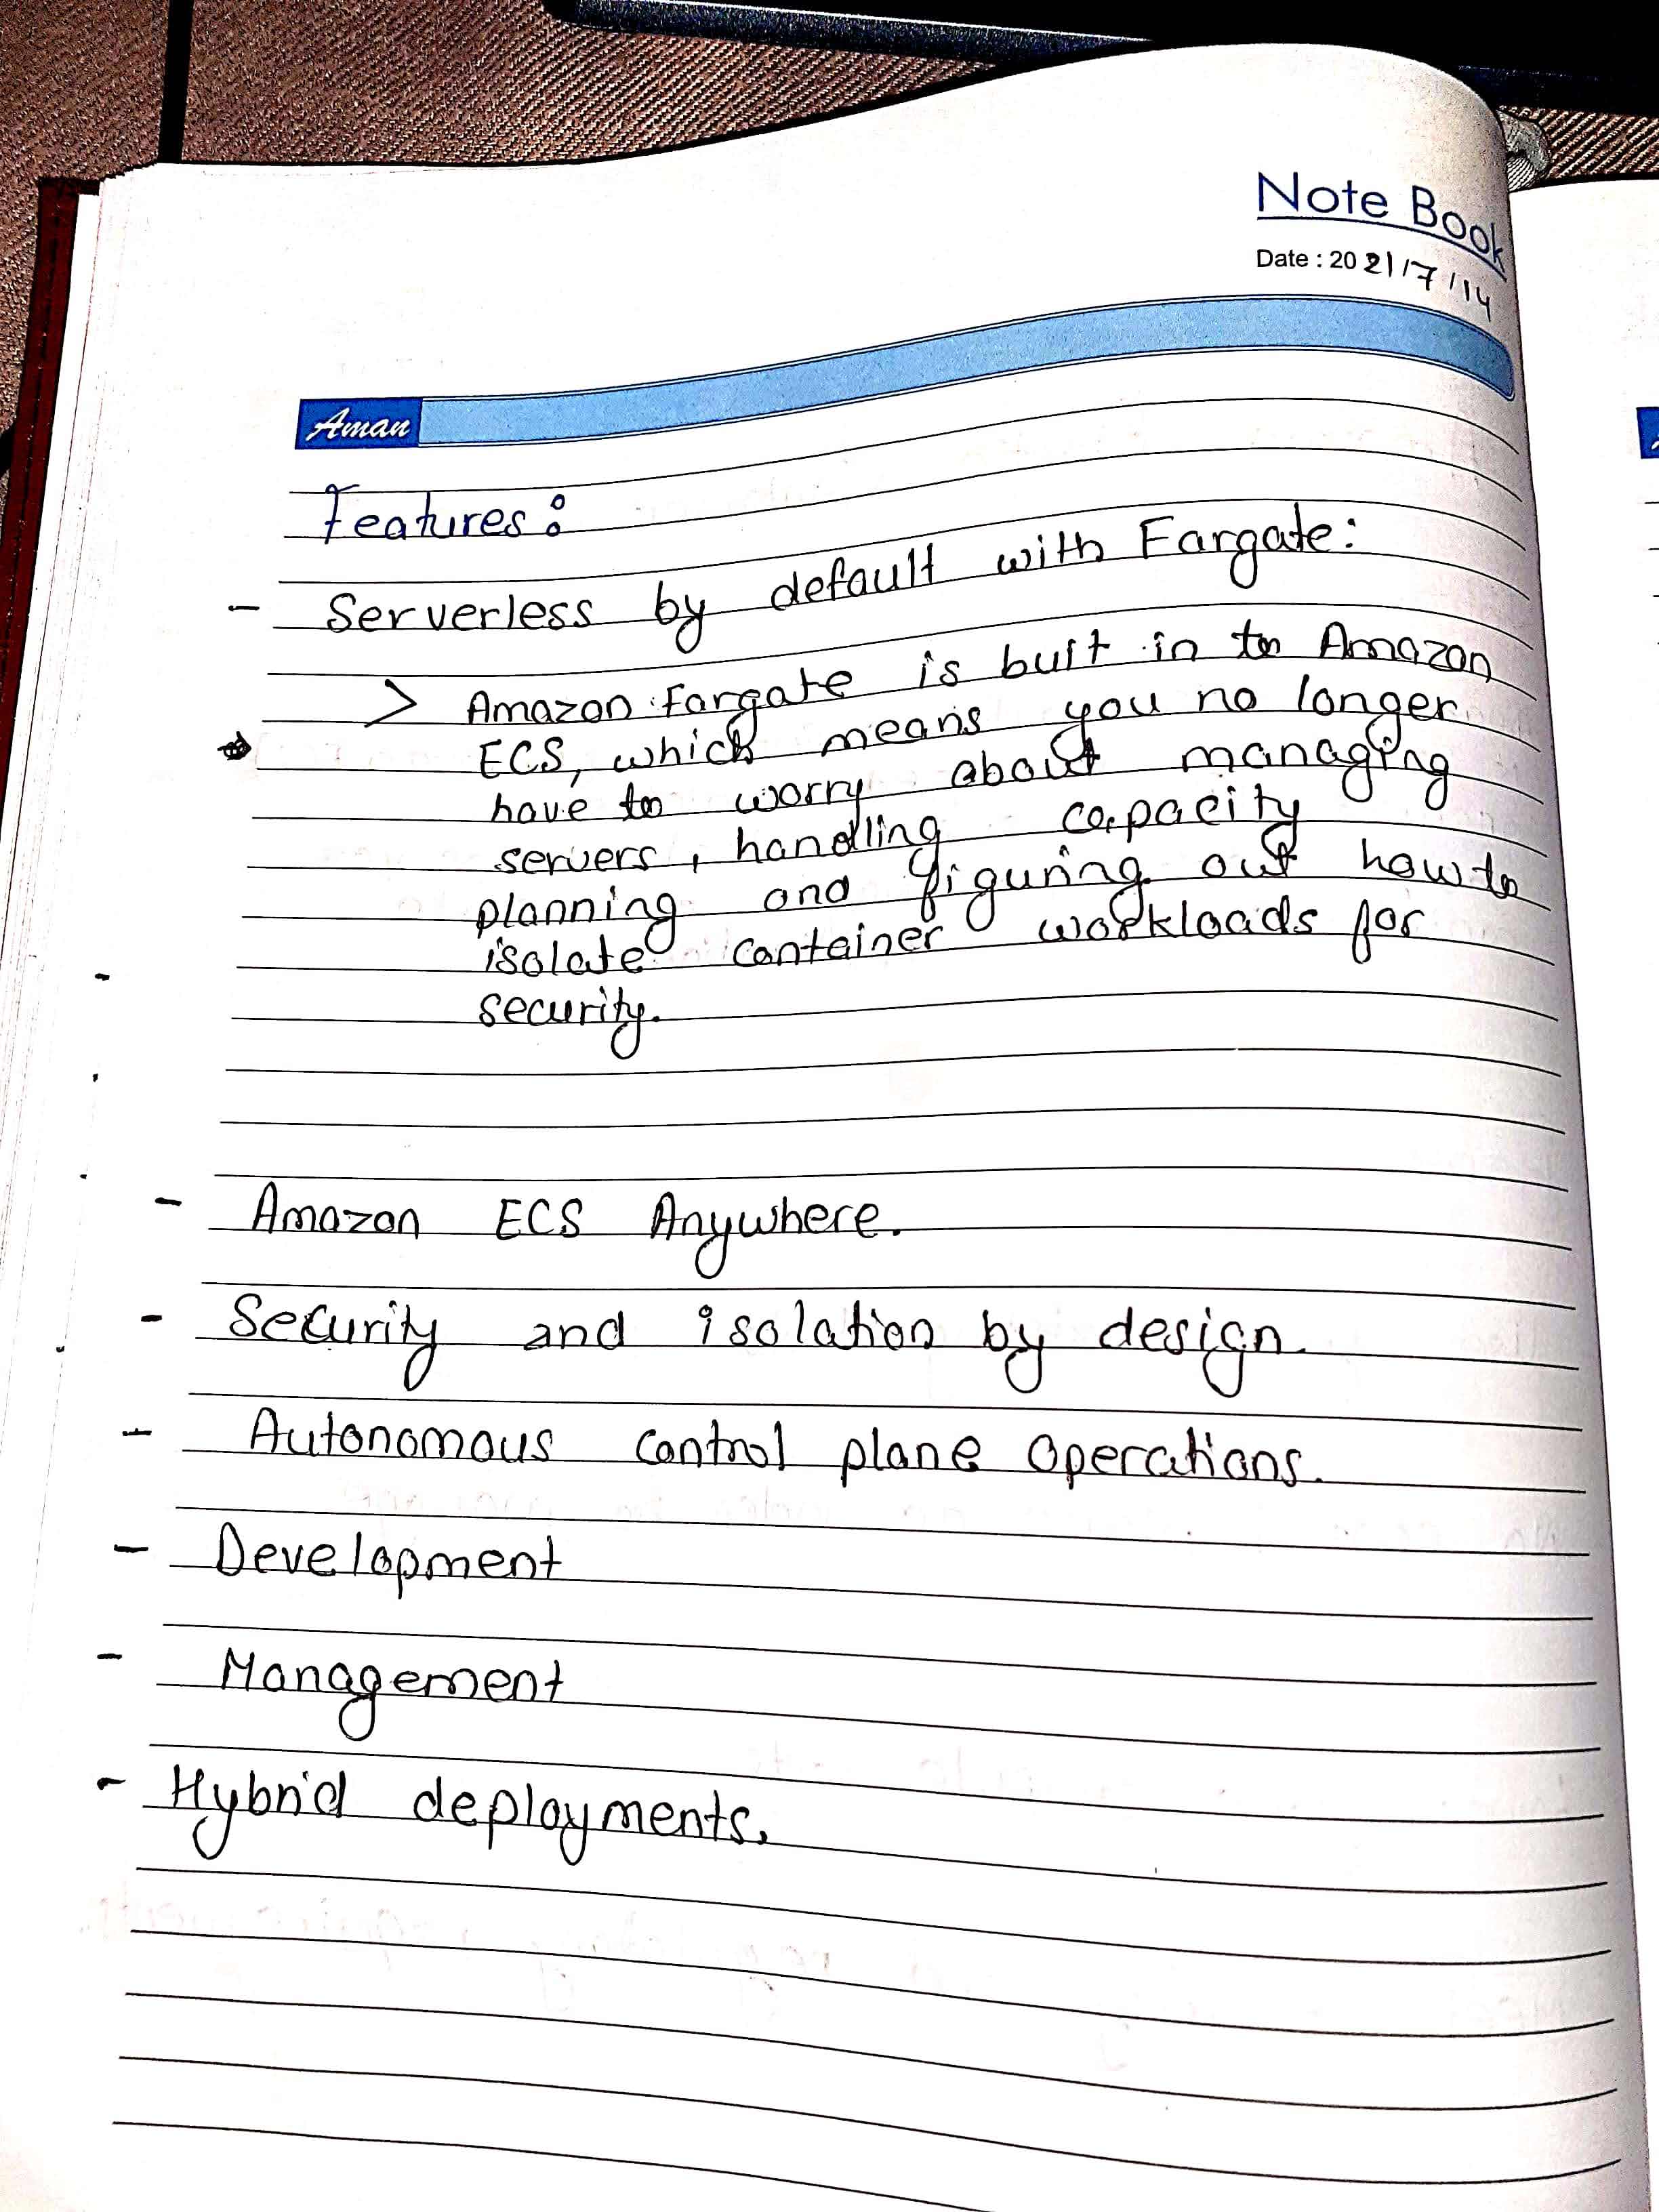 Note Book
Date : 2021/7/14
Aman
Features:
- Serverless by default with Fargate:
> Amazon Fargate is buit in to Amazon
ECS, which means you no longer
have to worry about managing
servers, handling capacity
planning and figuring out how to
isolate container workloads for
security.
- Amazon ECS Anywhere.
- Security and isolation by design.
- Autonomous control plane operations.
- Development
- Management
- Hybrid deployments.